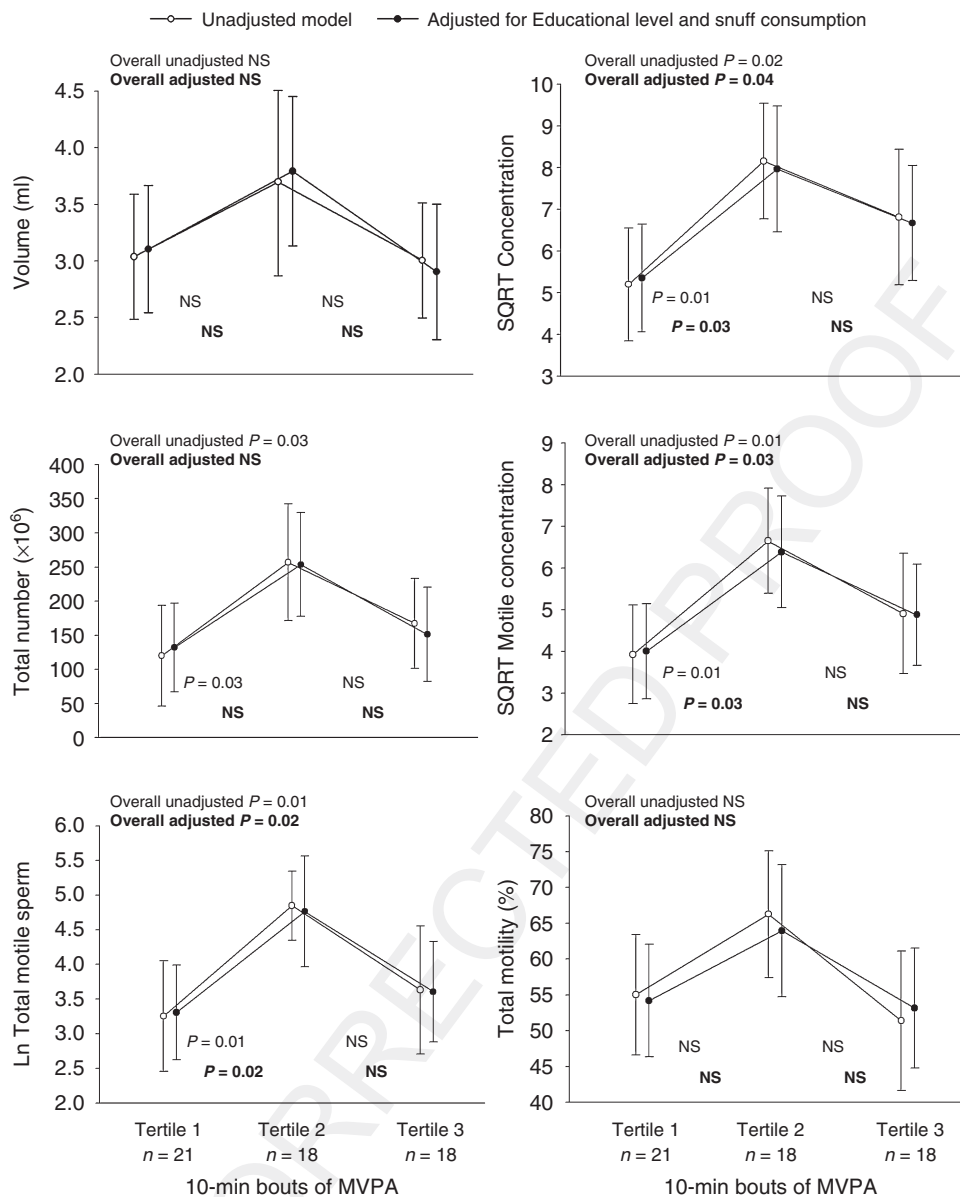 Unadjusted model Adjusted for Educational level and snuff consumption
Overall unadjusted NS
Overall adjusted NS
4.5
4.0
3.5
3.0
2.5
2.0
Volume (ml)
NS NS
NS NS
Overall unadjusted P = 0.02
Overall adjusted P = 0.04
10
9
8
7
6
5
4
3
SQRT Concentration
P = 0.01 NS
P = 0.03 NS
Overall unadjusted P = 0.03
Overall adjusted NS
400
350
300
250
200
150
100
50
0
Total number (×10⁶)
P = 0.03 NS
NS NS
Overall unadjusted P = 0.01
Overall adjusted P = 0.03
9
8
7
6
5
4
3
2
SQRT Motile concentration
P = 0.01 NS
P = 0.03 NS
Overall unadjusted P = 0.01
Overall adjusted P = 0.02
6.0
5.5
5.0
4.5
4.0
3.5
3.0
2.5
2.0
Ln Total motile sperm
P = 0.01 NS
P = 0.02 NS
Tertile 1 Tertile 2 Tertile 3
n = 21 n = 18 n = 18
10-min bouts of MVPA
Overall unadjusted NS
Overall adjusted NS
80
75
70
65
60
55
50
45
40
Total motility (%)
NS NS
NS NS
Tertile 1 Tertile 2 Tertile 3
n = 21 n = 18 n = 18
10-min bouts of MVPA
ORRECTED PROOF